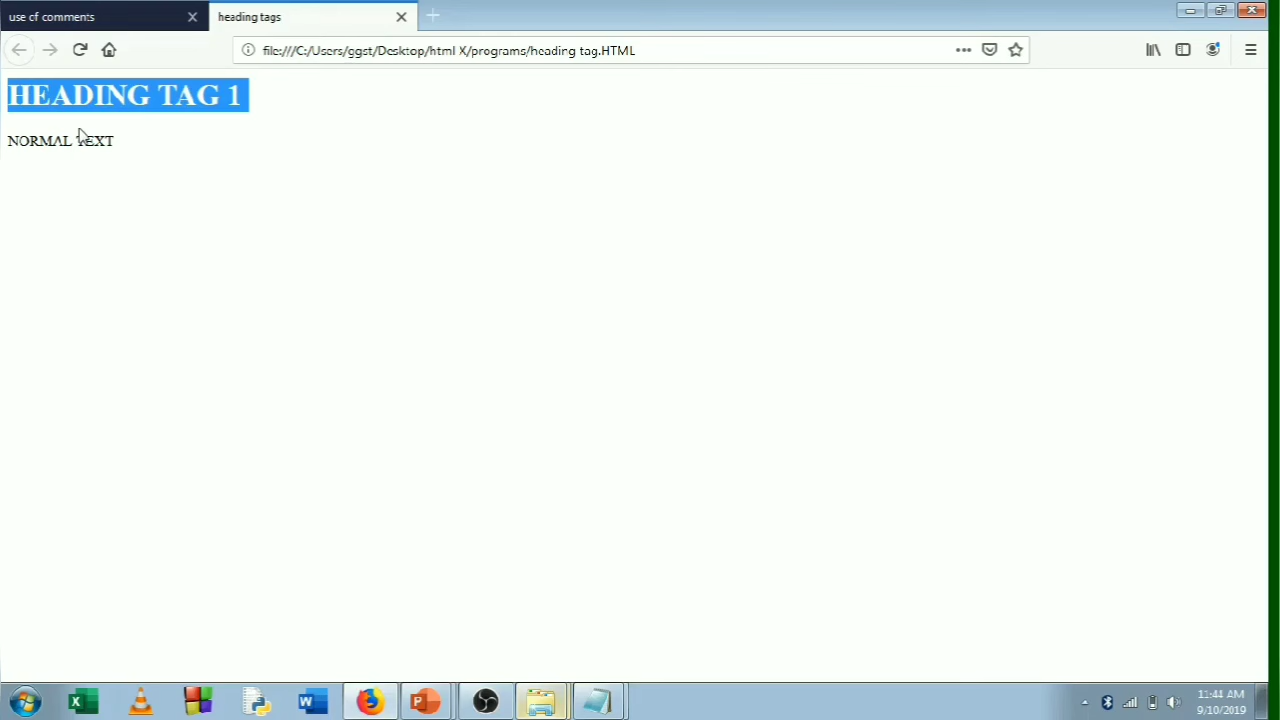 use of comments
heading tags
file:///C:/Users/ggst/Desktop/html X/programs/heading tag.HTML
HEADING TAG 1
NORMAL TEXT
11:44 AM
9/10/2019